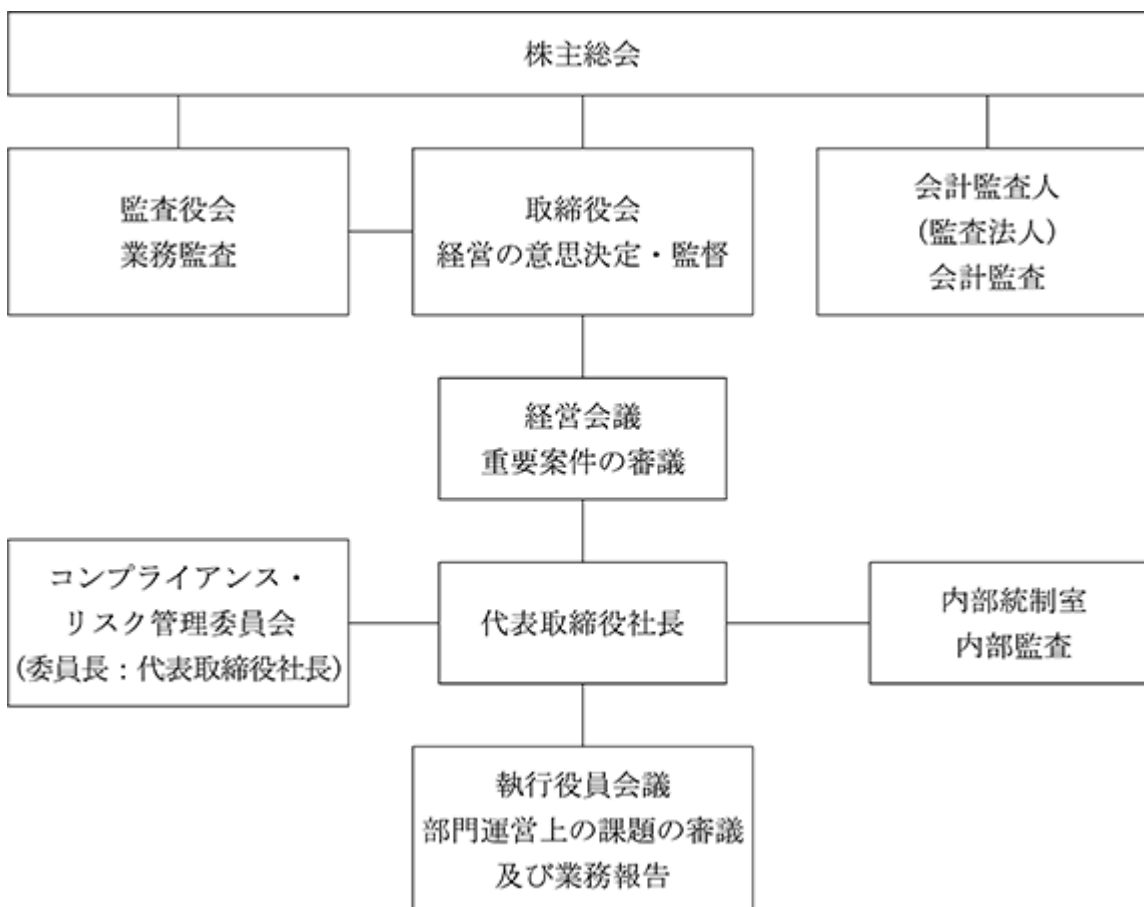 株主総会
監査役会
業務監査
取締役会
経営の意思決定・監督
会計監査人
(監査法人)
会計監査
経営会議
重要案件の審議
コンプライアンス・
リスク管理委員会
(委員長：代表取締役社長)
代表取締役社長
内部統制室
内部監査
執行役員会議
部門運営上の課題の審議
及び業務報告